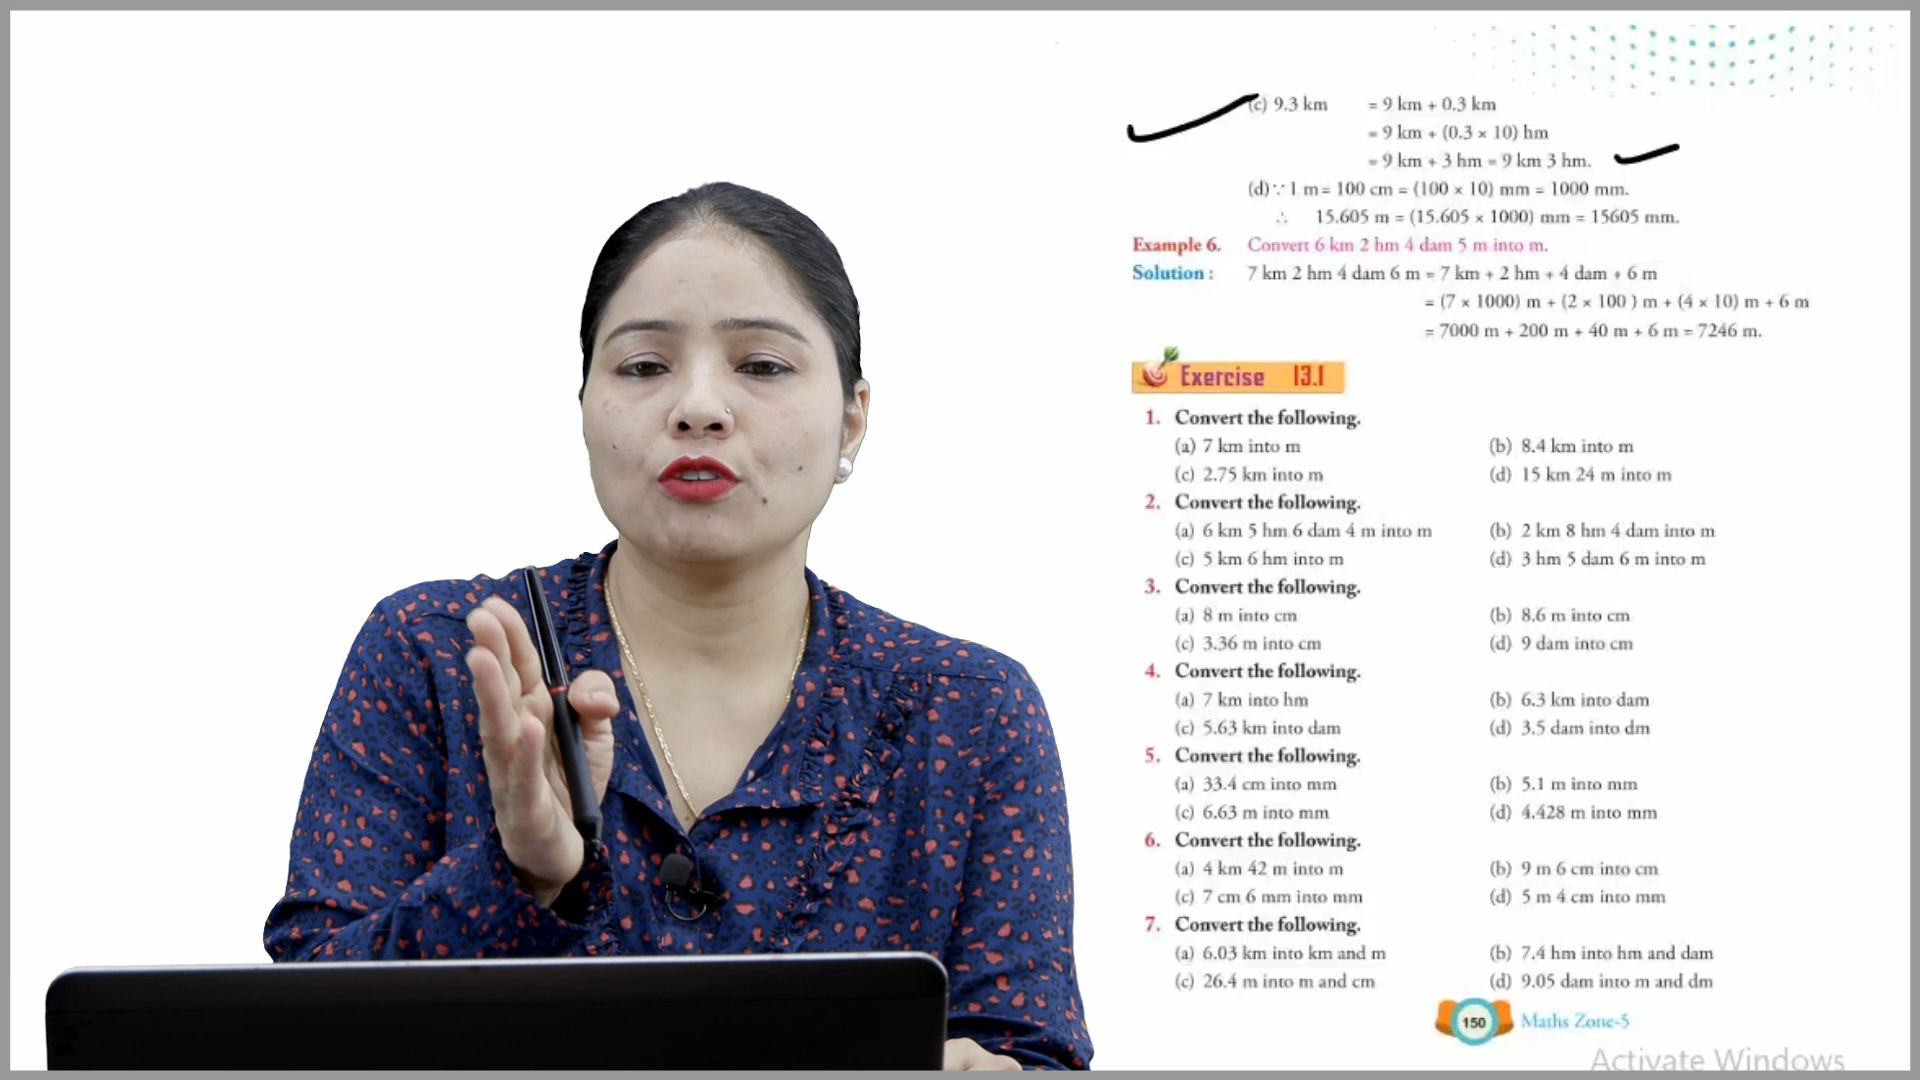 (c) 9.3 km = 9 km + 0.3 km
= 9 km + (0.3 × 10) hm
= 9 km + 3 hm = 9 km 3 hm.
(d) ∵ 1 m = 100 cm = (100 × 10) mm = 1000 mm.
∴ 15.605 m = (15.605 × 1000) mm = 15605 mm.
Example 6. Convert 6 km 2 hm 4 dam 5 m into m.
Solution : 7 km 2 hm 4 dam 6 m = 7 km + 2 hm + 4 dam + 6 m
= (7 × 1000) m + (2 × 100 ) m + (4 × 10) m + 6 m
= 7000 m + 200 m + 40 m + 6 m = 7246 m.
Exercise 13.1
1. Convert the following.
(a) 7 km into m (b) 8.4 km into m
(c) 2.75 km into m (d) 15 km 24 m into m
2. Convert the following.
(a) 6 km 5 hm 6 dam 4 m into m (b) 2 km 8 hm 4 dam into m
(c) 5 km 6 hm into m (d) 3 hm 5 dam 6 m into m
3. Convert the following.
(a) 8 m into cm (b) 8.6 m into cm
(c) 3.36 m into cm (d) 9 dam into cm
4. Convert the following.
(a) 7 km into hm (b) 6.3 km into dam
(c) 5.63 km into dam (d) 3.5 dam into dm
5. Convert the following.
(a) 33.4 cm into mm (b) 5.1 m into mm
(c) 6.63 m into mm (d) 4.428 m into mm
6. Convert the following.
(a) 4 km 42 m into m (b) 9 m 6 cm into cm
(c) 7 cm 6 mm into mm (d) 5 m 4 cm into mm
7. Convert the following.
(a) 6.03 km into km and m (b) 7.4 hm into hm and dam
(c) 26.4 m into m and cm (d) 9.05 dam into m and dm
150 Maths Zone-5
Activate Windows